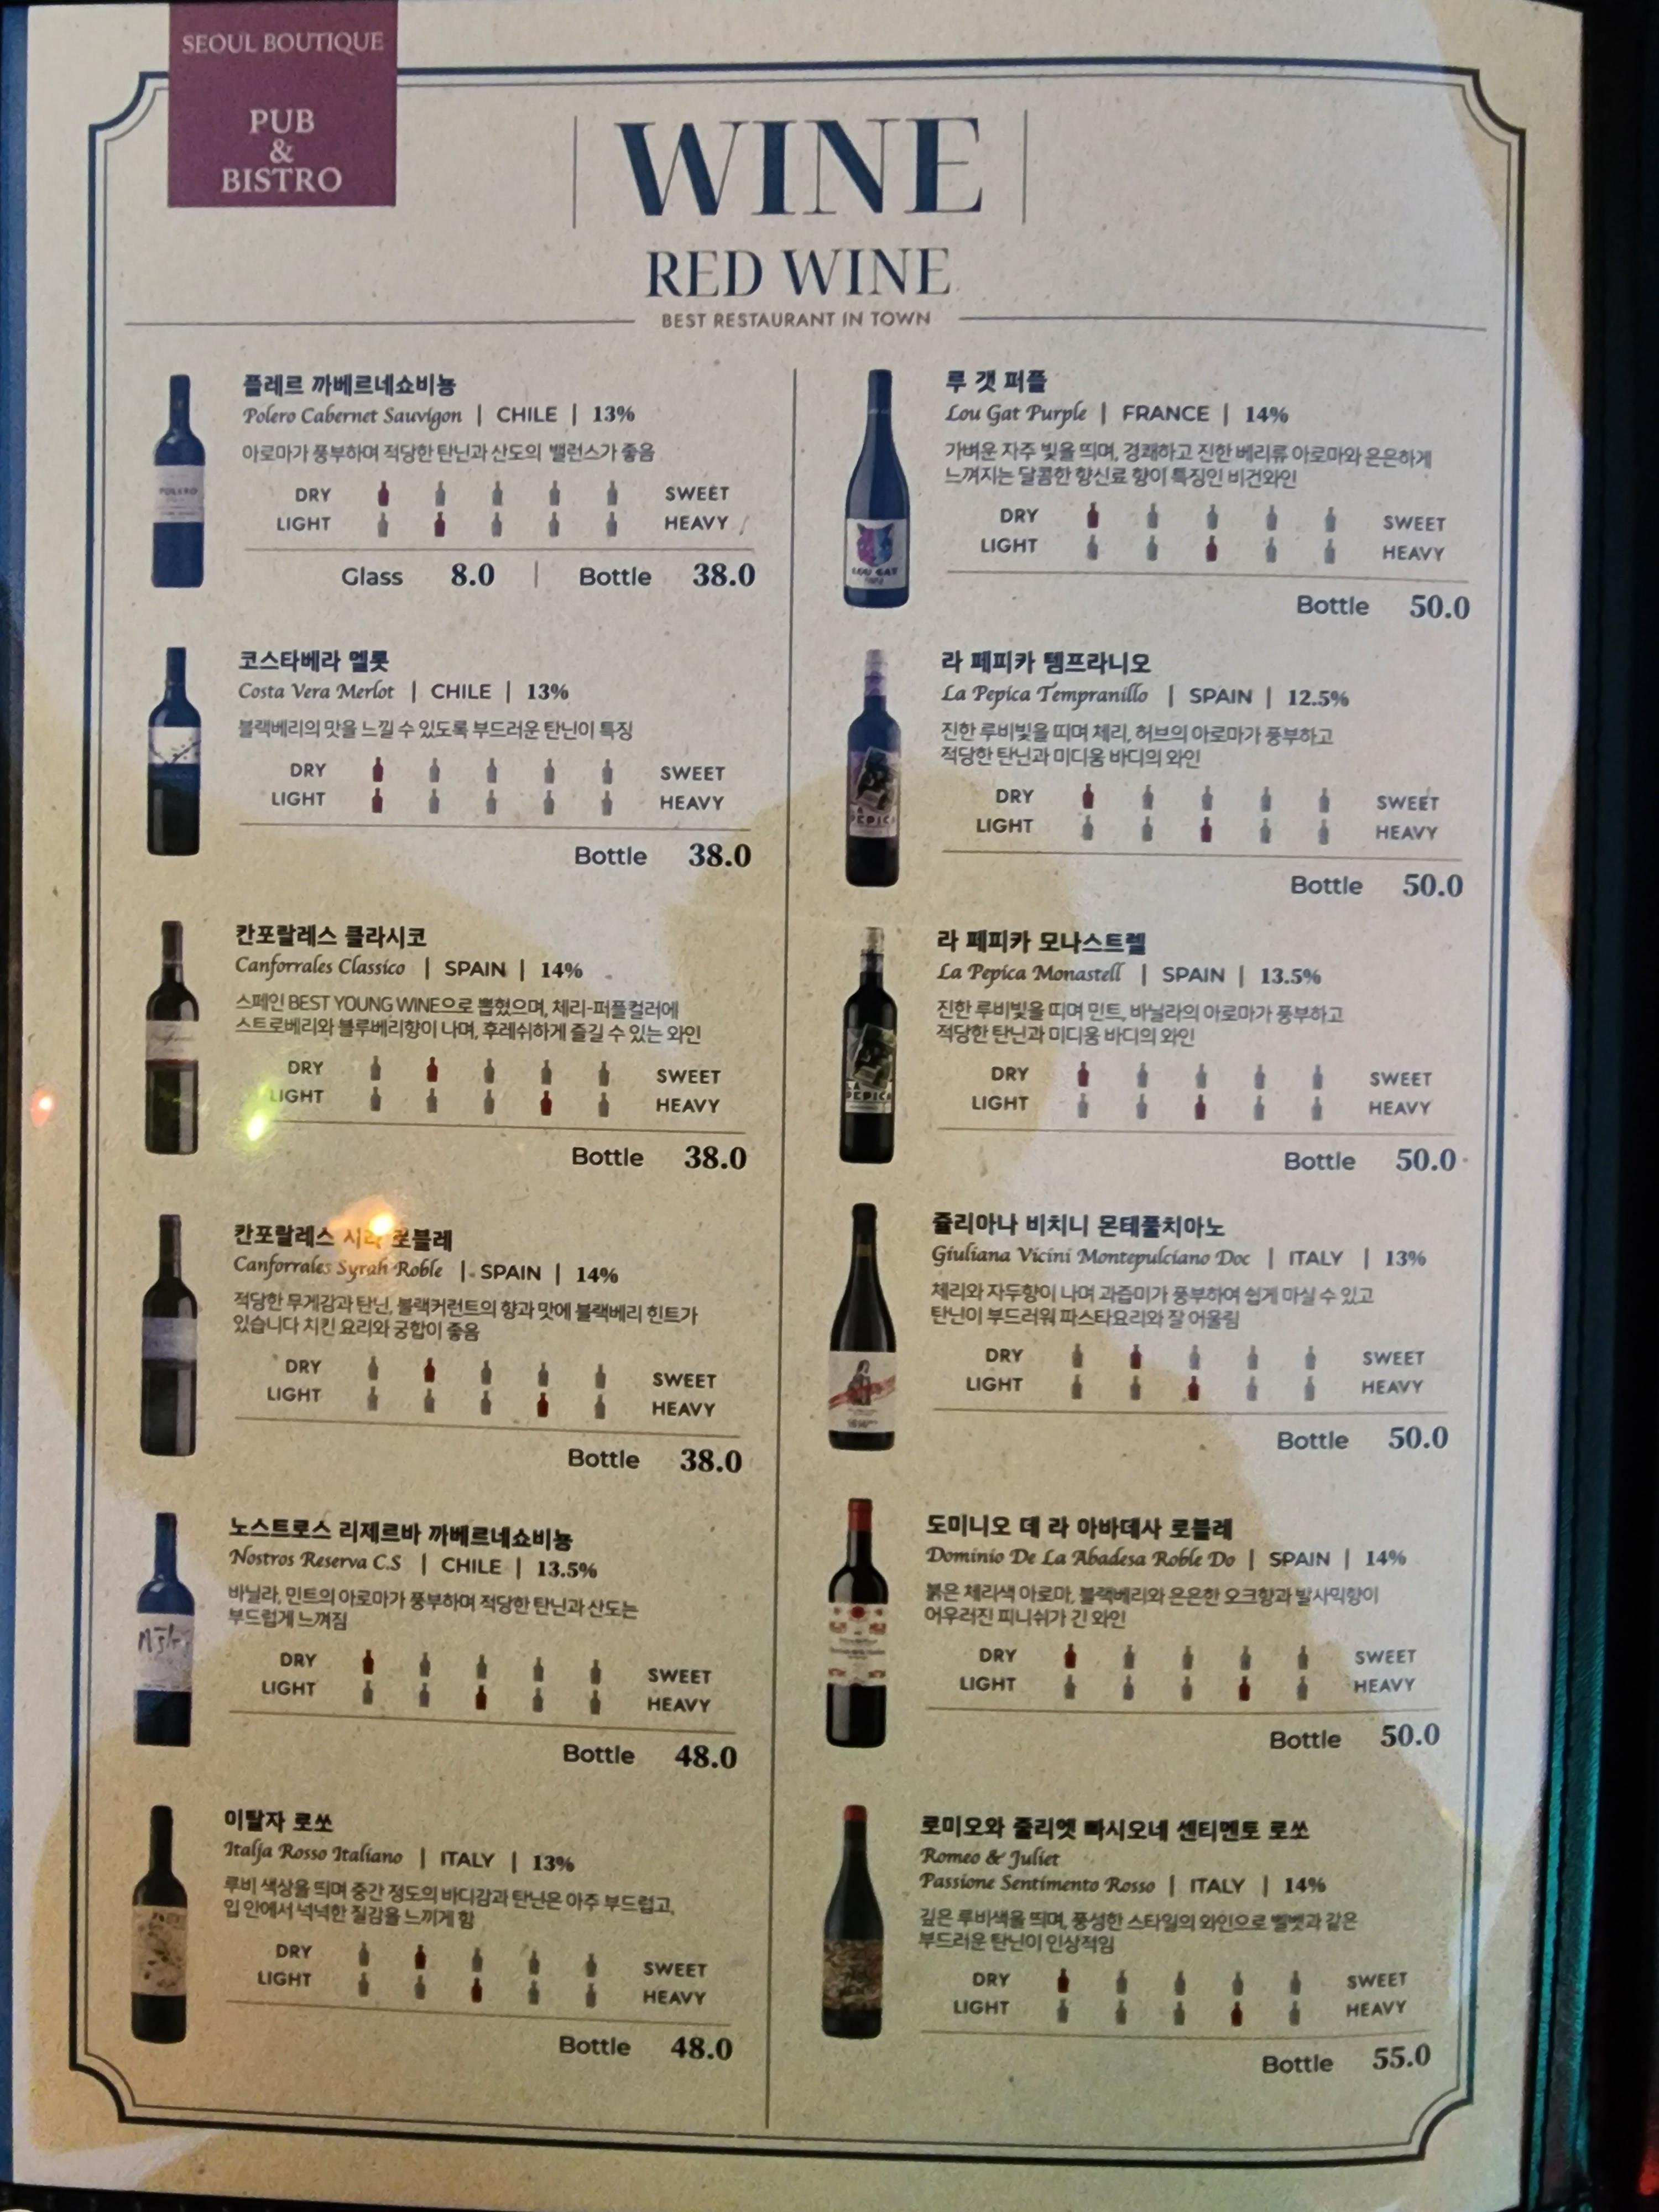 SEOUL BOUTIQUE
PUB
&
BISTRO
WINE
RED WINE
BEST RESTAURANT IN TOWN
플레르 까베르네쇼비뇽
Polero Cabernet Sauvigon | CHILE | 13%
아로마가 풍부하며 적당한 탄닌과 산도의 밸런스가 좋음
DRY SWEET
LIGHT HEAVY
Glass 8.0 | Bottle 38.0
코스타베라 멜롯
Costa Vera Merlot | CHILE | 13%
블랙베리의 맛을 느낄 수 있도록 부드러운 탄닌이 특징
DRY SWEET
LIGHT HEAVY
Bottle 38.0
칸포랄레스 클라시코
Canforrales Classico | SPAIN | 14%
스페인 BEST YOUNG WINE으로 뽑혔으며, 체리-퍼플컬러에
스트로베리와 블루베리향이 나며, 후레쉬하게 즐길 수 있는 와인
DRY SWEET
LIGHT HEAVY
Bottle 38.0
칸포랄레스 시라 로블레
Canforrales Syrah Roble | SPAIN | 14%
적당한 무게감과 탄닌, 블랙커런트의 향과 맛에 블랙베리 힌트가
있습니다 치킨 요리와 궁합이 좋음
DRY SWEET
LIGHT HEAVY
Bottle 38.0
노스트로스 리제르바 까베르네쇼비뇽
Nostros Reserva C.S | CHILE | 13.5%
바닐라, 민트의 아로마가 풍부하며 적당한 탄닌과 산도는
부드럽게 느껴짐
DRY SWEET
LIGHT HEAVY
Bottle 48.0
이탈자 로쏘
Italja Rosso Italiano | ITALY | 13%
루비 색상을 띄며 중간 정도의 바디감과 탄닌은 아주 부드럽고,
입 안에서 넉넉한 질감을 느끼게 함
DRY SWEET
LIGHT HEAVY
Bottle 48.0
루 갯 퍼플
Lou Gat Purple | FRANCE | 14%
가벼운 자주 빛을 띄며, 경쾌하고 진한 베리류 아로마와 은은하게
느껴지는 달콤한 향신료 향이 특징인 비건와인
DRY SWEET
LIGHT HEAVY
Bottle 50.0
라 페피카 템프라니오
La Pepica Tempranillo | SPAIN | 12.5%
진한 루비빛을 띠며 체리, 허브의 아로마가 풍부하고
적당한 탄닌과 미디움 바디의 와인
DRY SWEET
LIGHT HEAVY
Bottle 50.0
라 페피카 모나스트렐
La Pepica Monastell | SPAIN | 13.5%
진한 루비빛을 띠며 민트, 바닐라의 아로마가 풍부하고
적당한 탄닌과 미디움 바디의 와인
DRY SWEET
LIGHT HEAVY
Bottle 50.0
쥴리아나 비치니 몬테풀치아노
Giuliana Vicini Montepulciano Doc | ITALY | 13%
체리와 자두향이 나며 과즙미가 풍부하여 쉽게 마실 수 있고
탄닌이 부드러워 파스타요리와 잘 어울림
DRY SWEET
LIGHT HEAVY
Bottle 50.0
도미니오 데 라 아바데사 로블레
Dominio De La Abadesa Roble Do | SPAIN | 14%
붉은 체리색 아로마, 블랙베리와 은은한 오크향과 발사믹향이
어우러진 피니쉬가 긴 와인
DRY SWEET
LIGHT HEAVY
Bottle 50.0
로미오와 줄리엣 빠시오네 센티멘토 로쏘
Romeo & Juliet
Passione Sentimento Rosso | ITALY | 14%
깊은 루비색을 띄며, 풍성한 스타일의 와인으로 벨벳과 같은
부드러운 탄닌이 인상적임
DRY SWEET
LIGHT HEAVY
Bottle 55.0
POLERO
LOU GAT
LA PEPICA
LA PEPICA